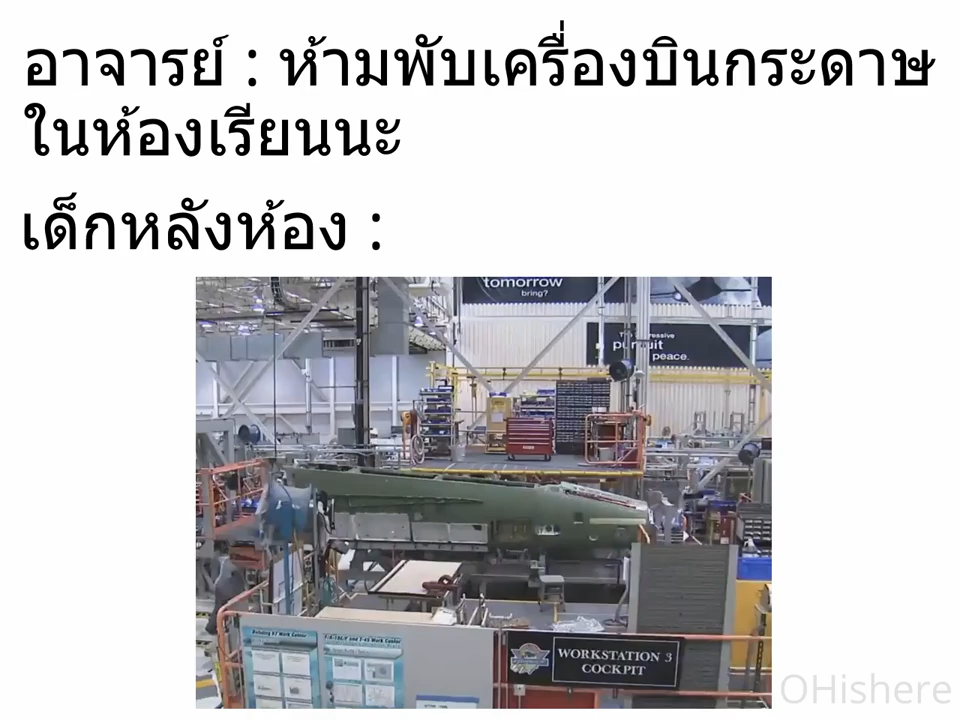 อาจารย์ : ห้ามพับเครื่องบินกระดาษ
ในห้องเรียนนะ
เด็กหลังห้อง :
tomorrow
bring?
pursuit
peace.
WORKSTATION 3
COCKPIT
OHishere